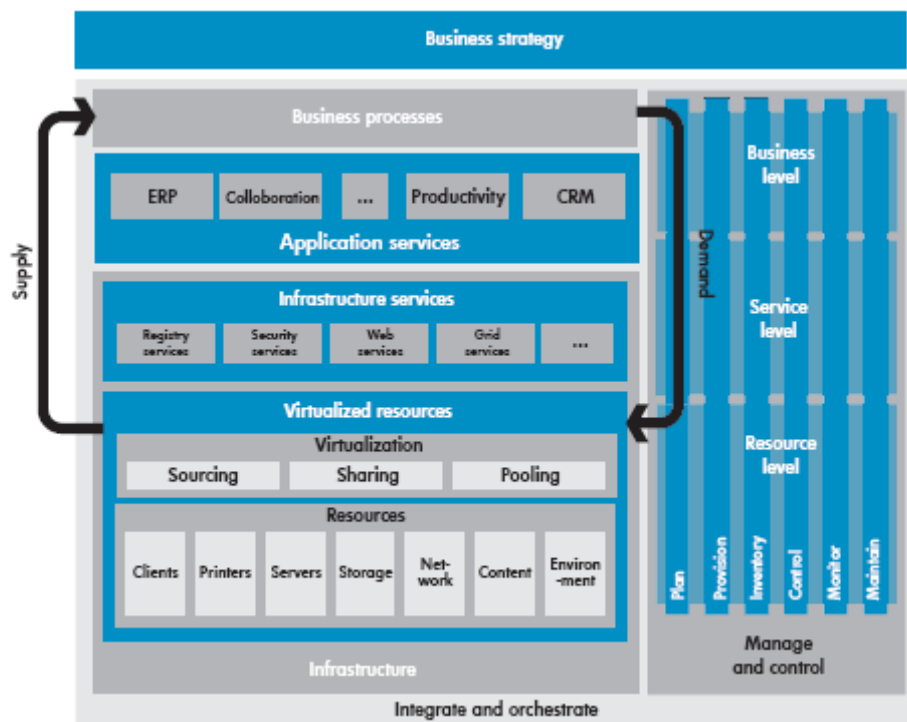 Business strategy
Business processes
ERP
Colloboration
...
Productivity
CRM
Application services
Infrastructure services
Registry
services
Security
services
Web
services
Grid
services
...
Virtualized resources
Virtualization
Sourcing
Sharing
Pooling
Resources
Clients
Printers
Servers
Storage
Net-
work
Content
Environ
-ment
Infrastructure
Supply
Demand
Business
level
Service
level
Resource
level
Plan
Provision
Inventory
Control
Monitor
Maintain
Manage
and control
Integrate and orchestrate